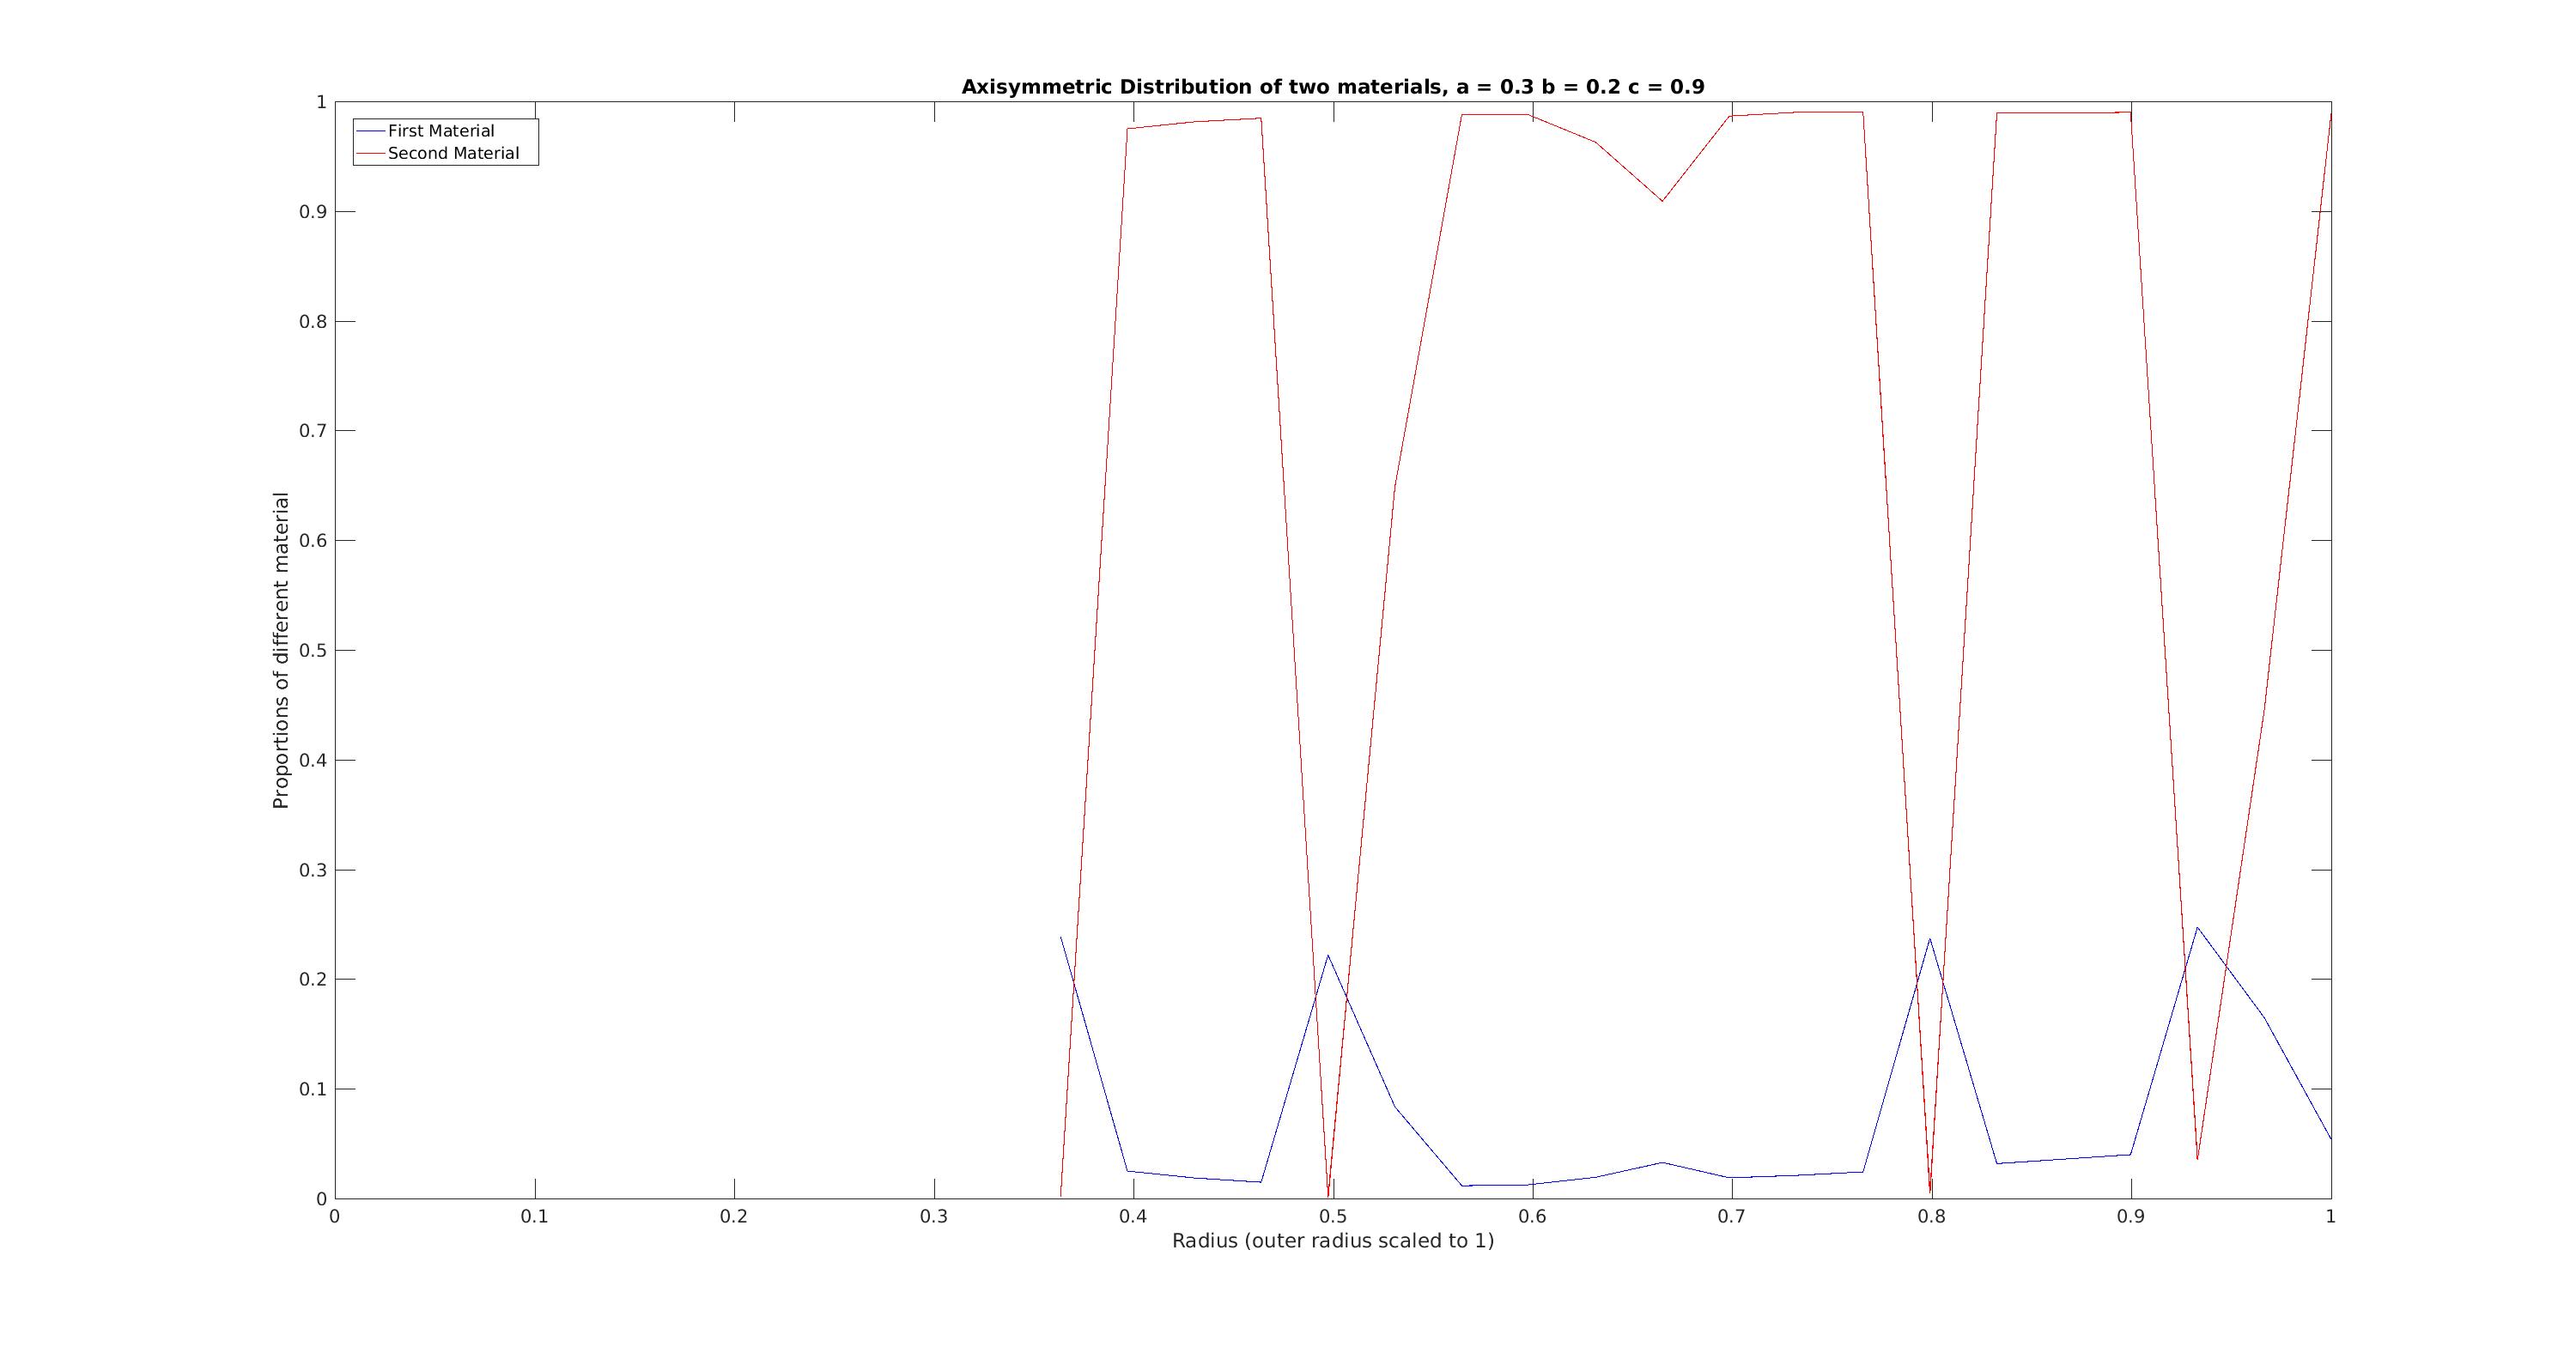 Axisymmetric Distribution of two materials, a = 0.3 b = 0.2 c = 0.9
First Material
Second Material
1
0.9
0.8
0.7
0.6
0.5
0.4
0.3
0.2
0.1
0
Proportions of different material
0 0.1 0.2 0.3 0.4 0.5 0.6 0.7 0.8 0.9 1
Radius (outer radius scaled to 1)